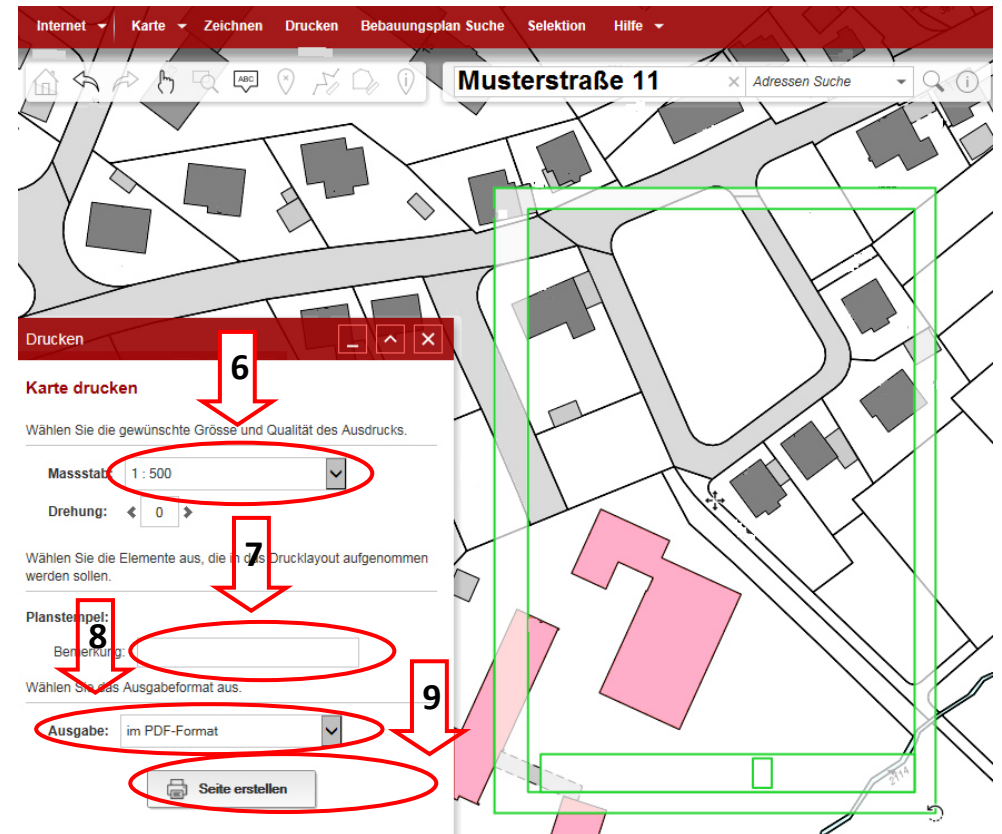 Internet Karte Zeichnen Drucken Bebauungsplan Suche Selektion Hilfe
ABC Musterstraße 11 Adressen Suche
Drucken
6
Karte drucken
Wählen Sie die gewünschte Grösse und Qualität des Ausdrucks.
Massstab: 1 : 500
Drehung: 0
7
Wählen Sie die Elemente aus, die in das Drucklayout aufgenommen
werden sollen.
Planstempel:
8
Bemerkung:
Wählen Sie das Ausgabeformat aus.
9
Ausgabe: im PDF-Format
Seite erstellen
2114